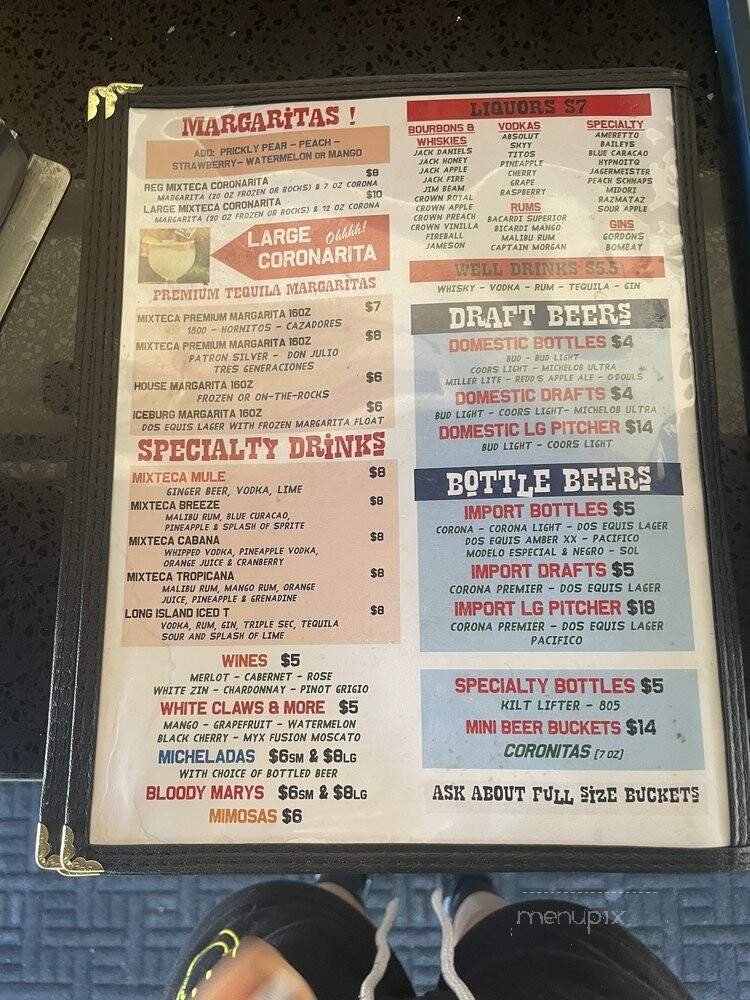 MARGARITAS !
ADD: PRICKLY PEAR - PEACH -
STRAWBERRY- WATERMELON OR MANGO
REG MIXTECA CORONARITA $8
MARGARITA (20 OZ FROZEN OR ROCKS) & 7 OZ CORONA
LARGE MIXTECA CORONARITA $10
MARGARITA (20 OZ FROZEN OR ROCKS) & 12 OZ CORONA
LARGE Ohhhh!
CORONARITA
PREMIUM TEQUILA MARGARITAS
MIXTECA PREMIUM MARGARITA 16OZ $7
1800 - HORNITOS - CAZADORES
MIXTECA PREMIUM MARGARITA 16OZ $8
PATRON SILVER - DON JULIO
TRES GENERACIONES
HOUSE MARGARITA 16OZ $6
FROZEN OR ON-THE-ROCKS
ICEBURG MARGARITA 16OZ $6
DOS EQUIS LAGER WITH FROZEN MARGARITA FLOAT
SPECIALTY DRINKS
MIXTECA MULE $8
GINGER BEER, VODKA, LIME
MIXTECA BREEZE $8
MALIBU RUM, BLUE CURACAO,
PINEAPPLE & SPLASH OF SPRITE
MIXTECA CABANA $8
WHIPPED VODKA, PINEAPPLE VODKA,
ORANGE JUICE & CRANBERRY
MIXTECA TROPICANA $8
MALIBU RUM, MANGO RUM, ORANGE
JUICE, PINEAPPLE & GRENADINE
LONG ISLAND ICED T $8
VODKA, RUM, GIN, TRIPLE SEC, TEQUILA
SOUR AND SPLASH OF LIME
WINES $5
MERLOT - CABERNET - ROSE
WHITE ZIN - CHARDONNAY - PINOT GRIGIO
WHITE CLAWS & MORE $5
MANGO - GRAPEFRUIT - WATERMELON
BLACK CHERRY - MYX FUSION MOSCATO
MICHELADAS $6SM & $8LG
WITH CHOICE OF BOTTLED BEER
BLOODY MARYS $6SM & $8LG
MIMOSAS $6
LIQUORS $7
BOURBONS &
WHISKIES
JACK DANIELS
JACK HONEY
JACK APPLE
JACK FIRE
JIM BEAM
CROWN ROYAL
CROWN APPLE
CROWN PREACH
CROWN VINILLA
FIREBALL
JAMESON
VODKAS
ABSOLUT
SKYY
TITOS
PINEAPPLE
CHERRY
GRAPE
RASPBERRY
RUMS
BACARDI SUPERIOR
BICARDI MANGO
MALIBU RUM
CAPTAIN MORGAN
SPECIALTY
AMERETTO
BAILEYS
BLUE CARACAO
HYPNOITQ
JAGERMEISTER
PEACH SCHNAPS
MIDORI
RAZMATAZ
SOUR APPLE
GINS
GORDONS
BOMBAY
WELL DRINKS $5.5
WHISKY - VODKA - RUM - TEQUILA - GIN
DRAFT BEERS
DOMESTIC BOTTLES $4
BUD - BUD LIGHT
COORS LIGHT - MICHELOB ULTRA
MILLER LITE - REDD'S APPLE ALE - O'DOULS
DOMESTIC DRAFTS $4
BUD LIGHT - COORS LIGHT- MICHELOB ULTRA
DOMESTIC LG PITCHER $14
BUD LIGHT - COORS LIGHT
BOTTLE BEERS
IMPORT BOTTLES $5
CORONA - CORONA LIGHT - DOS EQUIS LAGER
DOS EQUIS AMBER XX - PACIFICO
MODELO ESPECIAL & NEGRO - SOL
IMPORT DRAFTS $5
CORONA PREMIER - DOS EQUIS LAGER
IMPORT LG PITCHER $18
CORONA PREMIER - DOS EQUIS LAGER
PACIFICO
SPECIALTY BOTTLES $5
KILT LIFTER - 805
MINI BEER BUCKETS $14
CORONITAS [7 OZ]
ASK ABOUT FULL SIZE BUCKETS
menupix